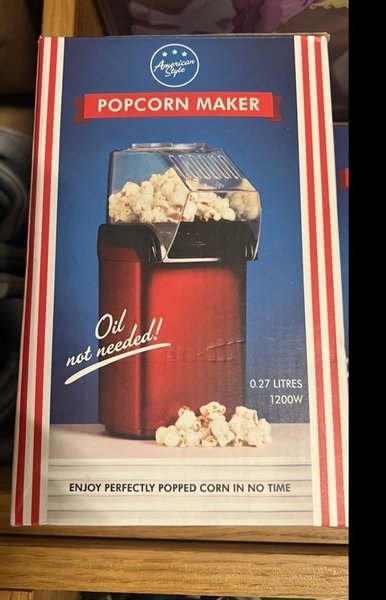 American
Style
POPCORN MAKER
Oil
not needed!
0.27 LITRES
1200W
ENJOY PERFECTLY POPPED CORN IN NO TIME